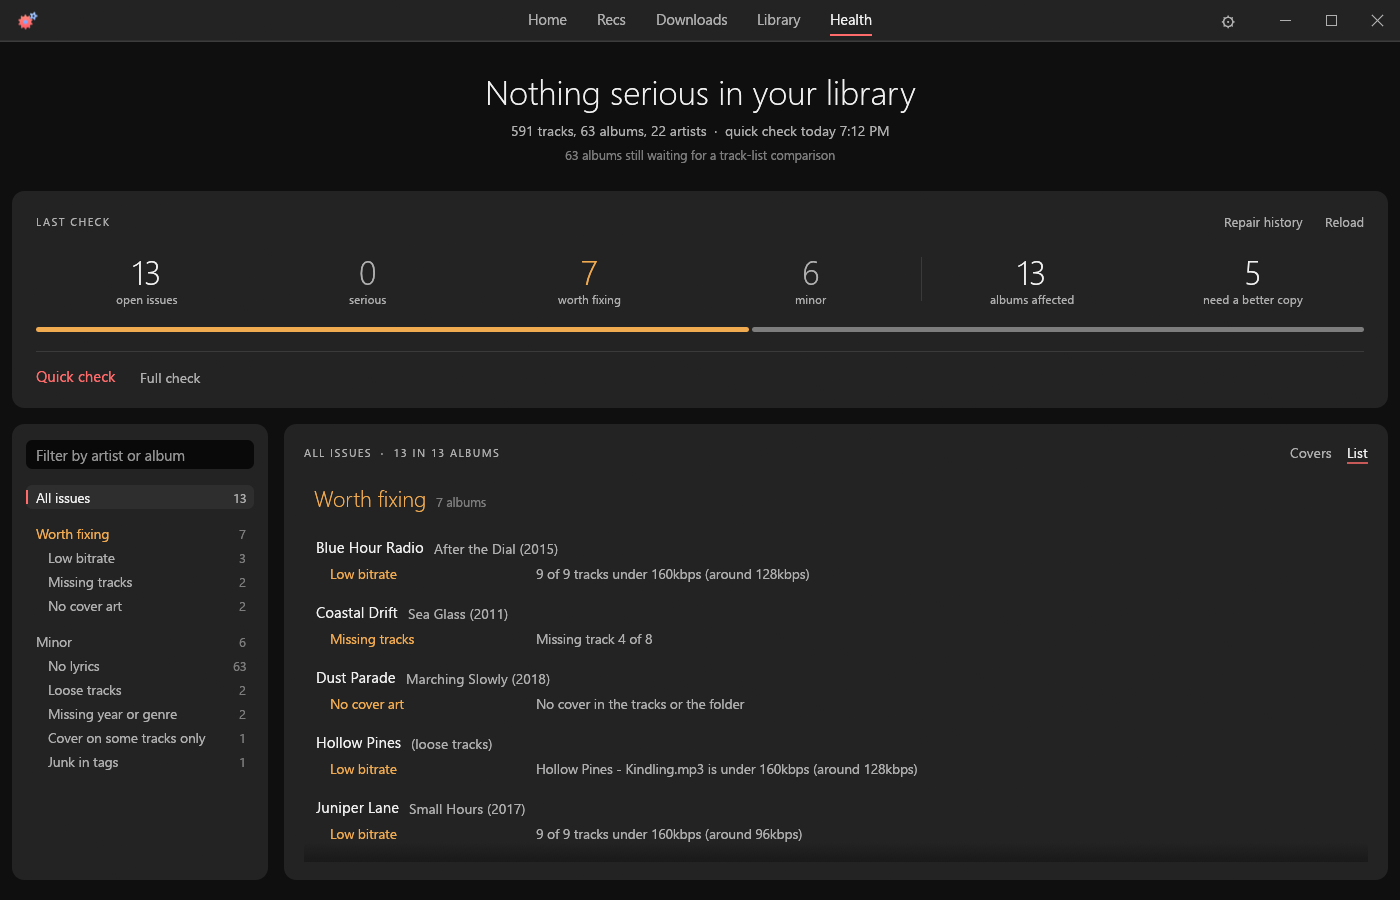 Home Recs Downloads Library Health
Nothing serious in your library
591 tracks, 63 albums, 22 artists · quick check today 7:12 PM
63 albums still waiting for a track-list comparison
LAST CHECK
Repair history Reload
13 0 7 6 13 5
open issues serious worth fixing minor albums affected need a better copy
Quick check Full check
Filter by artist or album
All issues 13
Worth fixing 7
Low bitrate 3
Missing tracks 2
No cover art 2
Minor 6
No lyrics 63
Loose tracks 2
Missing year or genre 2
Cover on some tracks only 1
Junk in tags 1
ALL ISSUES · 13 IN 13 ALBUMS
Covers List
Worth fixing 7 albums
Blue Hour Radio After the Dial (2015)
Low bitrate 9 of 9 tracks under 160kbps (around 128kbps)
Coastal Drift Sea Glass (2011)
Missing tracks Missing track 4 of 8
Dust Parade Marching Slowly (2018)
No cover art No cover in the tracks or the folder
Hollow Pines (loose tracks)
Low bitrate Hollow Pines - Kindling.mp3 is under 160kbps (around 128kbps)
Juniper Lane Small Hours (2017)
Low bitrate 9 of 9 tracks under 160kbps (around 96kbps)